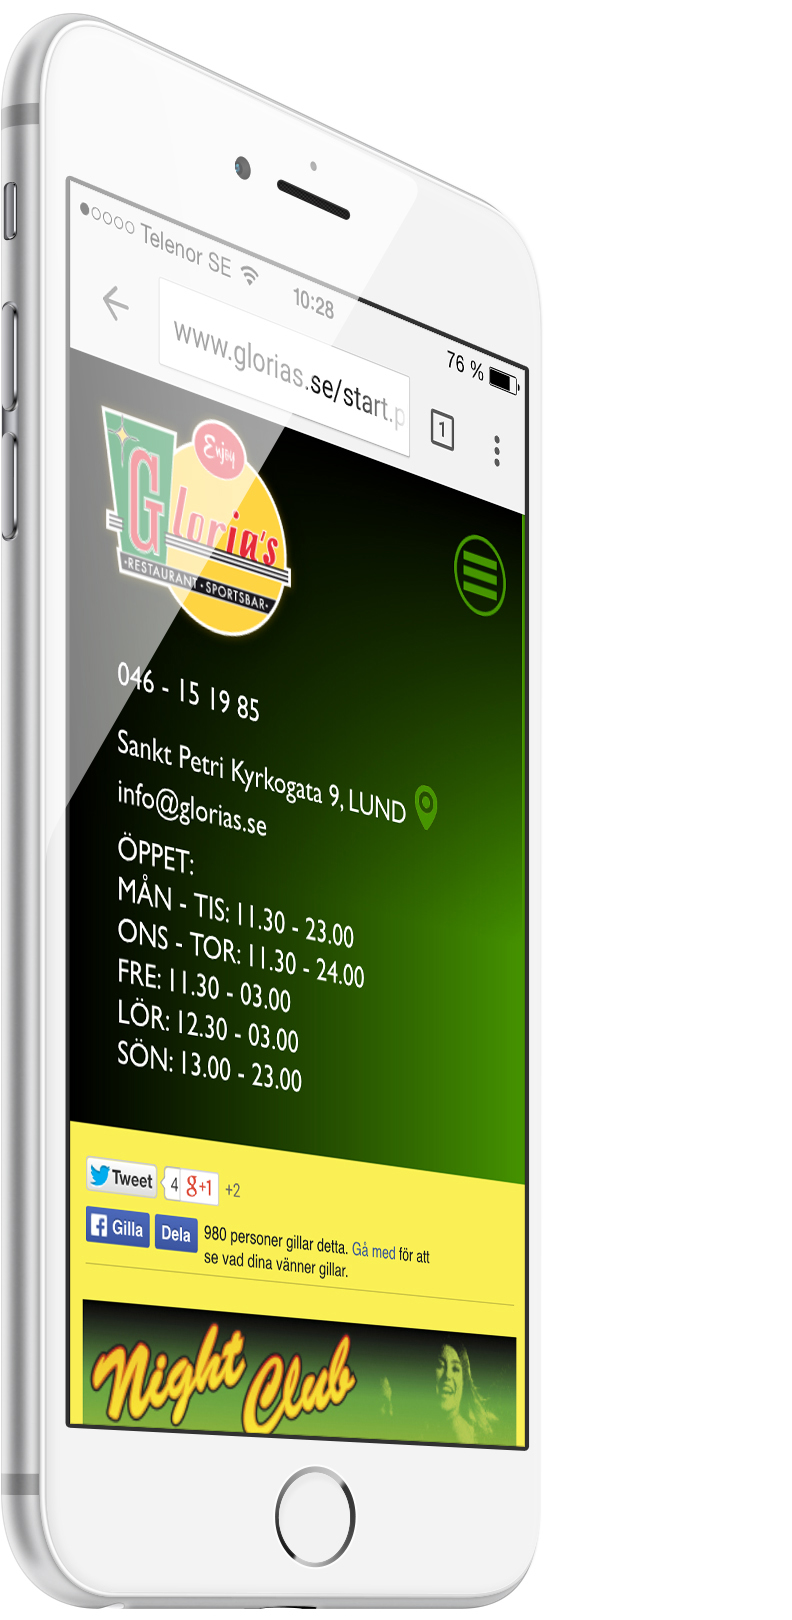 Telenor SE
10:28
76 %
www.glorias.se/start.p
1
Enjoy
Gloria's
·RESTAURANT·SPORTSBAR·
046 - 15 19 85
Sankt Petri Kyrkogata 9, LUND
info@glorias.se
ÖPPET:
MÅN - TIS: 11.30 - 23.00
ONS - TOR: 11.30 - 24.00
FRE: 11.30 - 03.00
LÖR: 12.30 - 03.00
SÖN: 13.00 - 23.00
Tweet 4 g+1 +2
Gilla Dela 980 personer gillar detta. Gå med för att
se vad dina vänner gillar.
Night Club